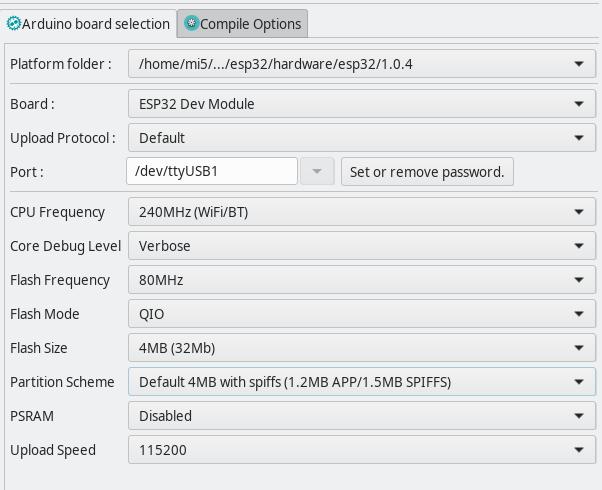 Arduino board selection Compile Options
Platform folder : /home/mi5/.../esp32/hardware/esp32/1.0.4
Board : ESP32 Dev Module
Upload Protocol : Default
Port : /dev/ttyUSB1 Set or remove password.
CPU Frequency 240MHz (WiFi/BT)
Core Debug Level Verbose
Flash Frequency 80MHz
Flash Mode QIO
Flash Size 4MB (32Mb)
Partition Scheme Default 4MB with spiffs (1.2MB APP/1.5MB SPIFFS)
PSRAM Disabled
Upload Speed 115200